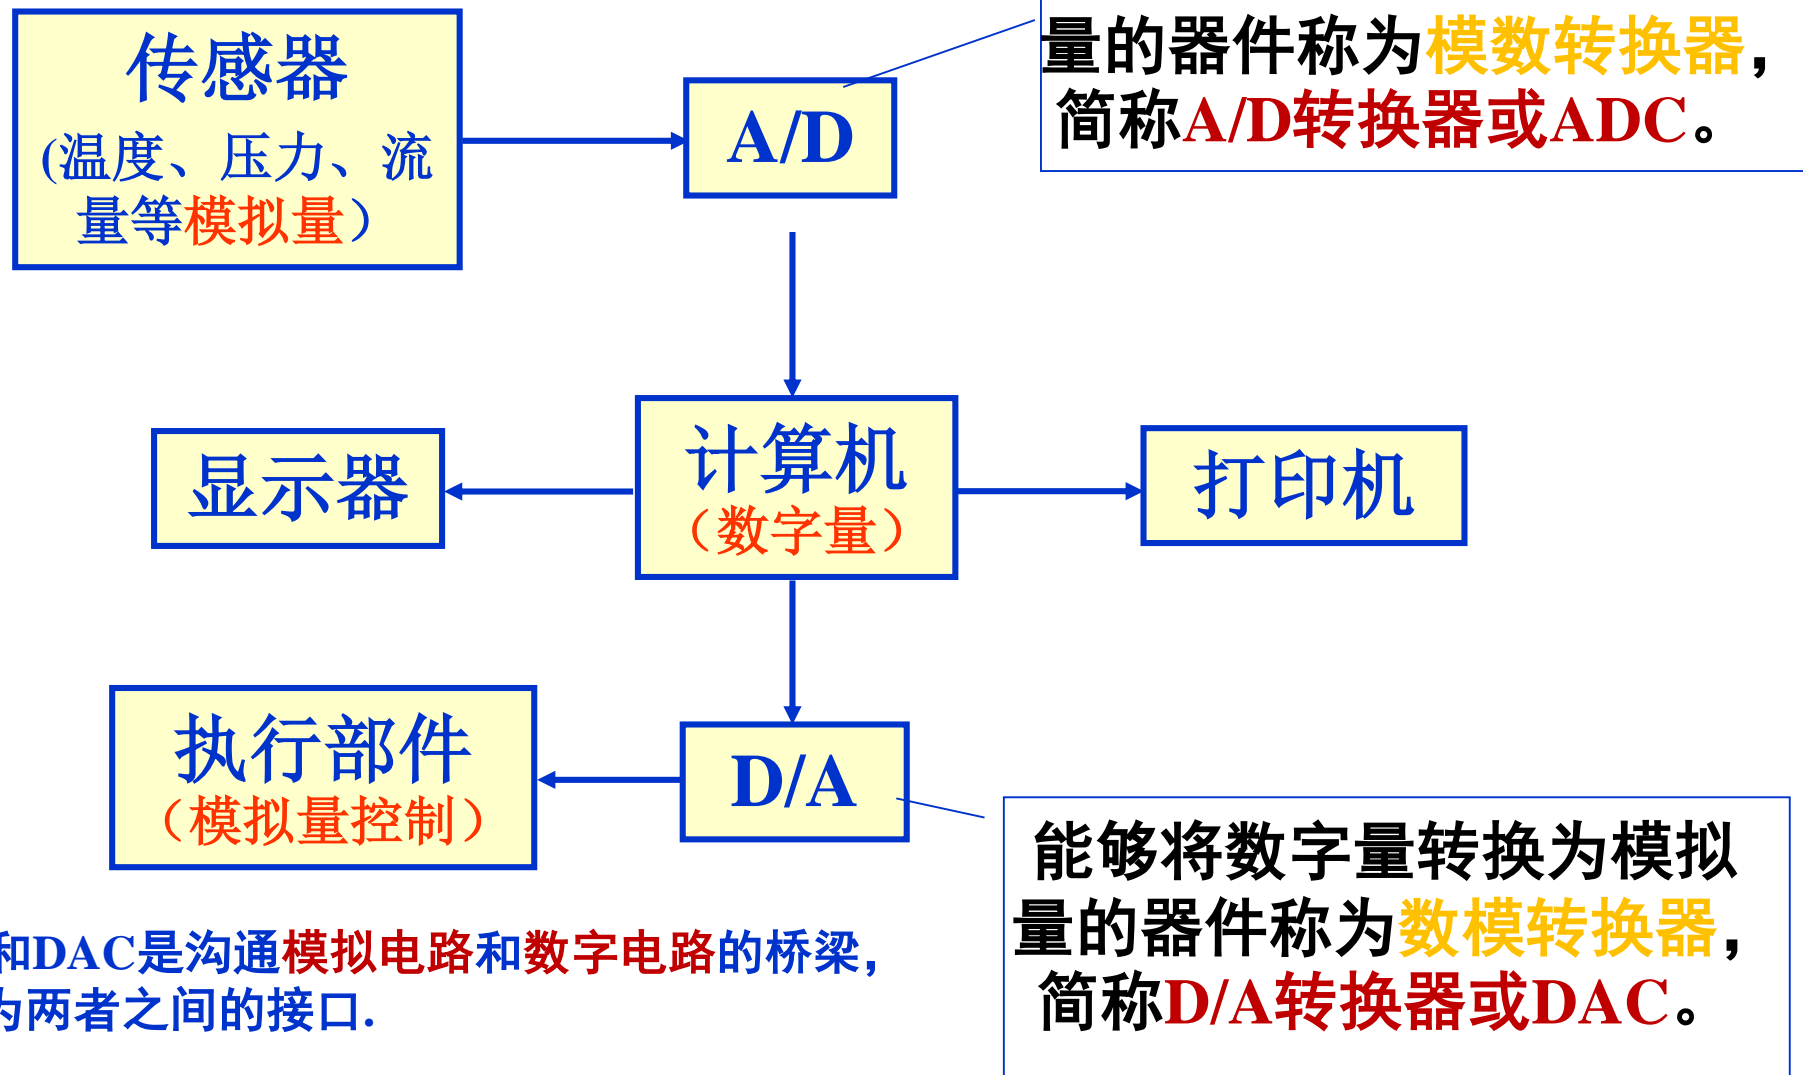 传感器
(温度、压力、流
量等模拟量）
A/D
量的器件称为模数转换器，
简称A/D转换器或ADC。
显示器
计算机
（数字量）
打印机
执行部件
（模拟量控制）
D/A
能够将数字量转换为模拟
量的器件称为数模转换器，
简称D/A转换器或DAC。
和DAC是沟通模拟电路和数字电路的桥梁，
为两者之间的接口.